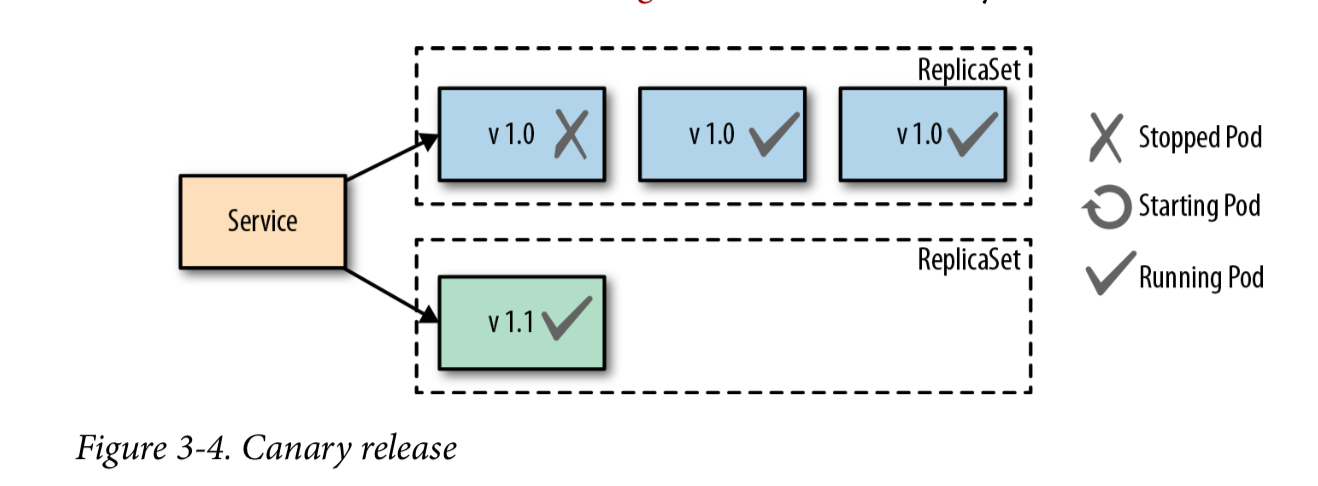 ReplicaSet
v 1.0
v 1.0
v 1.0
Stopped Pod
Service
Starting Pod
ReplicaSet
Running Pod
v 1.1
Figure 3-4. Canary release